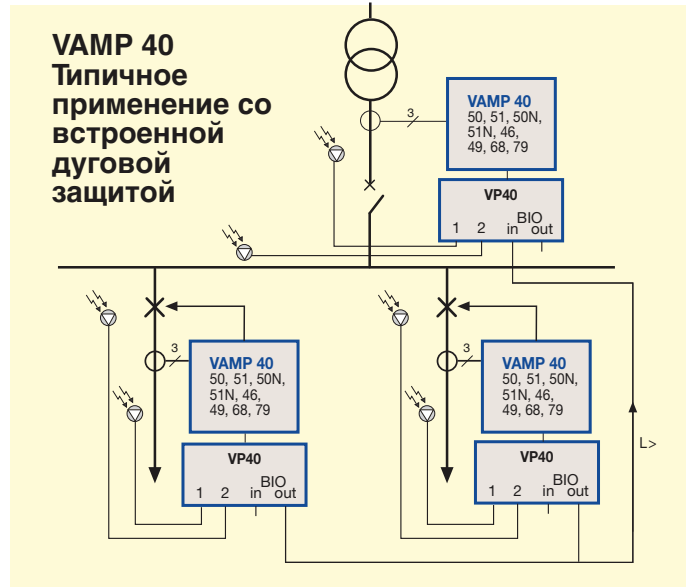 VAMP 40
Типичное
применение со
встроенной
дуговой
защитой
3
VAMP 40
50, 51, 50N,
51N, 46,
49, 68, 79
VP40
BIO
1 2 in out
3
VAMP 40
50, 51, 50N,
51N, 46,
49, 68, 79
VP40
BIO
1 2 in out
3
VAMP 40
50, 51, 50N,
51N, 46,
49, 68, 79
VP40
BIO
1 2 in out
L>